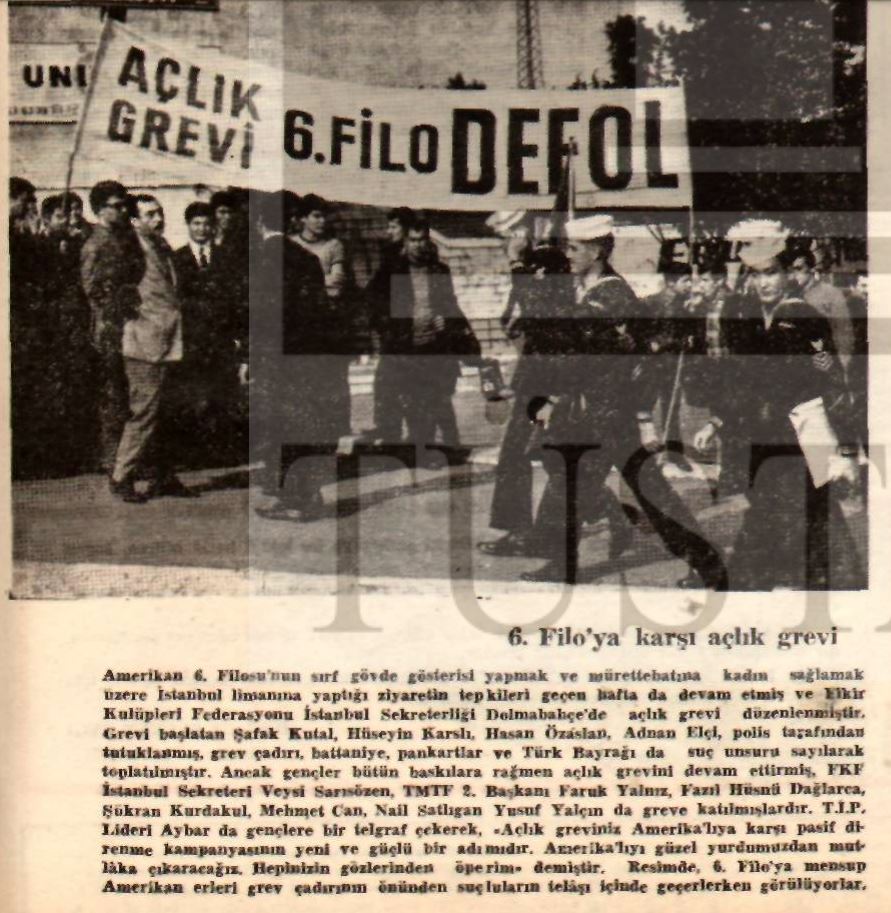 UNI
AÇLIK
GREVİ
6.FİLO DEFOL
TÜST
6. Filo'ya karşı açlık grevi
Amerikan 6. Filosu'nun sırf gövde gösterisi yapmak ve mürettebatına kadın sağlamak
üzere İstanbul limanına yaptığı ziyaretin tepkileri geçen hafta da devam etmiş ve Fikir
Kulüpleri Federasyonu İstanbul Sekreterliği Dolmabahçe'de açlık grevi düzenlenmiştir.
Grevi başlatan Şafak Kutal, Hüseyin Karslı, Hasan Özaslan, Adnan Elçi, polis tarafından
tutuklanmış, grev çadırı, battaniye, pankartlar ve Türk Bayrağı da suç unsuru sayılarak
toplatılmıştır. Ancak gençler bütün baskılara rağmen açlık grevini devam ettirmiş, FKF
İstanbul Sekreteri Veysi Sarısözen, TMTF 2. Başkanı Faruk Yalnız, Fazıl Hüsnü Dağlarca,
Şükran Kurdakul, Mehmet Can, Nail Satlıgan Yusuf Yalçın da greve katılmışlardır. T.İ.P.
Lideri Aybar da gençlere bir telgraf çekerek, «Açlık greviniz Amerika'lıya karşı pasif di-
renme kampanyasının yeni ve güçlü bir adımıdır. Amerika'lıyı güzel yurdumuzdan mut-
lâka çıkaracağız. Hepinizin gözlerinden öperim» demiştir. Resimde, 6. Filo'ya mensup
Amerikan erleri grev çadırının önünden suçluların telâşı içinde geçerlerken görülüyorlar.